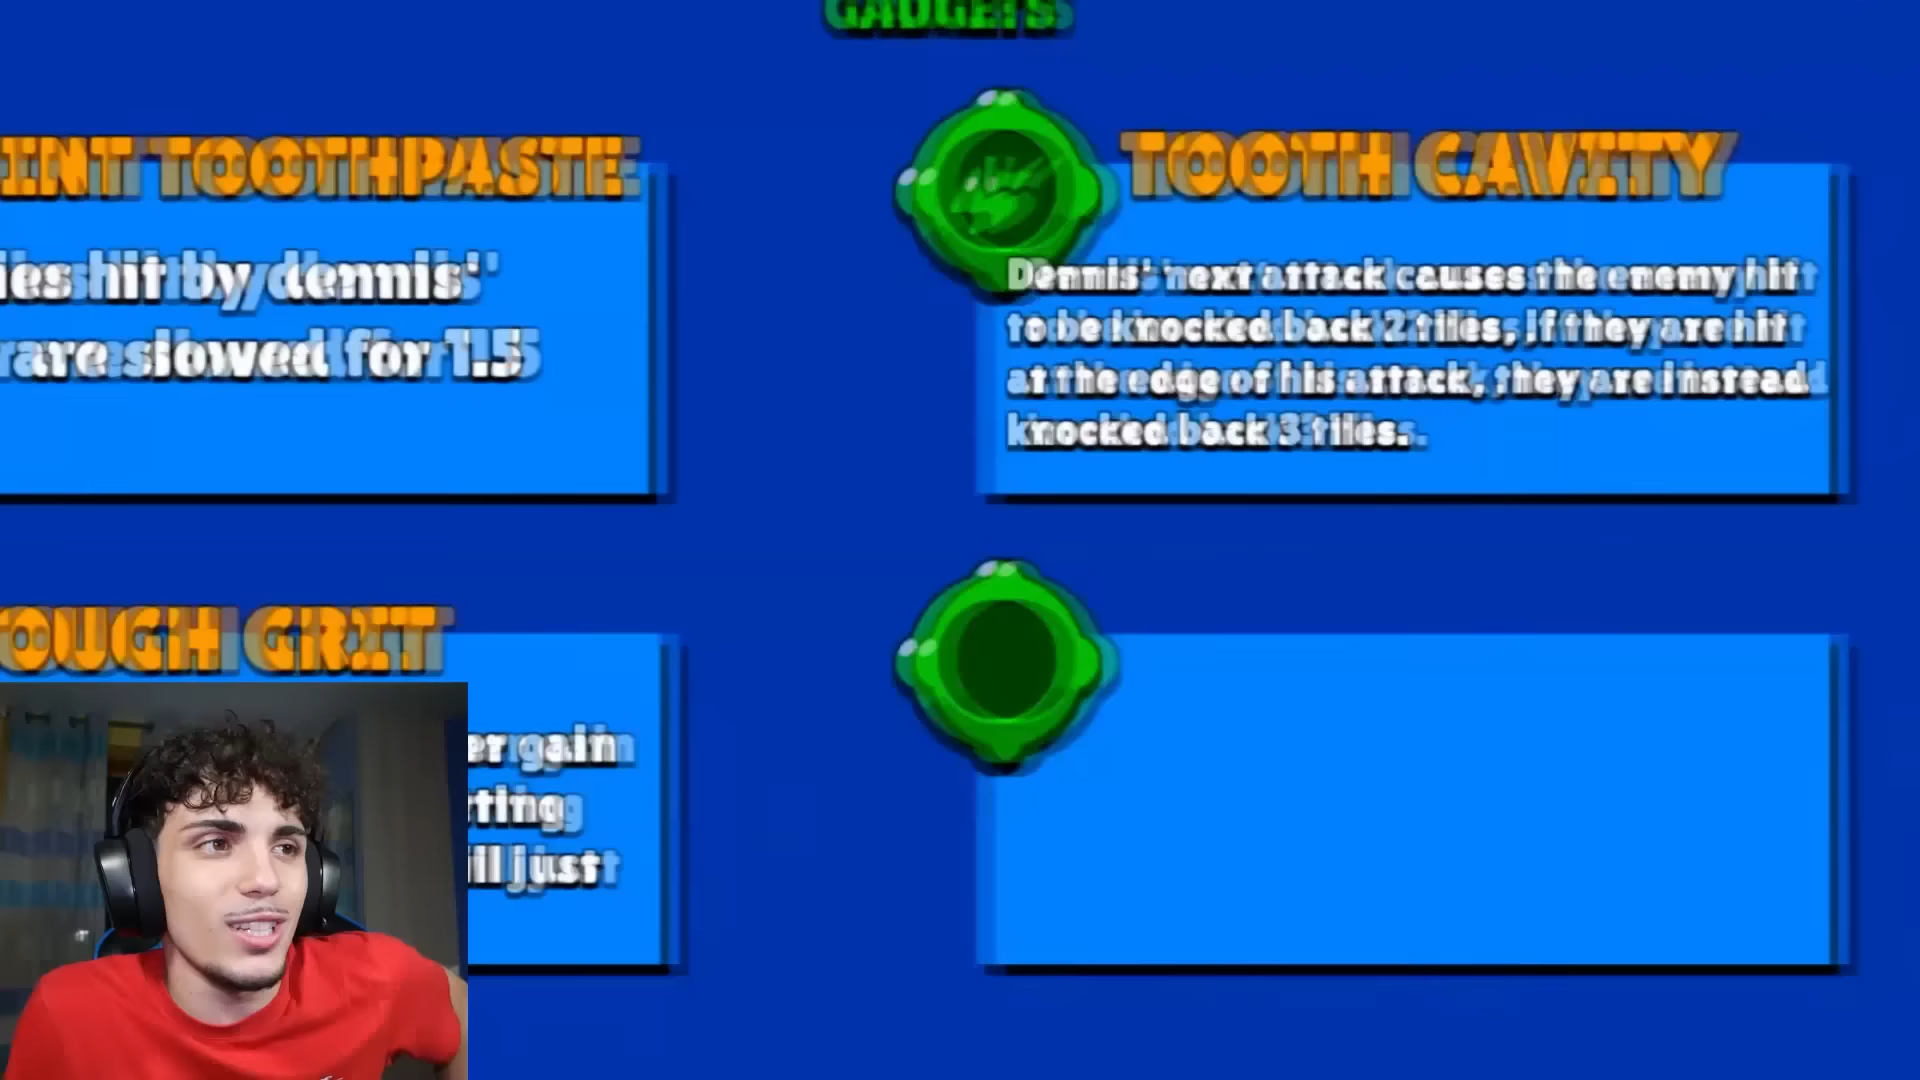 GADGETS
INT TOOTHPASTE
ies hit by dennis'
are slowed for 1.5
TOOTH CAVITY
Dennis' next attack causes the enemy hit
to be knocked back 2 tiles, if they are hit
at the edge of his attack, they are instead
knocked back 3 tiles.
OUGH GRIT
er gain
ting
ll just